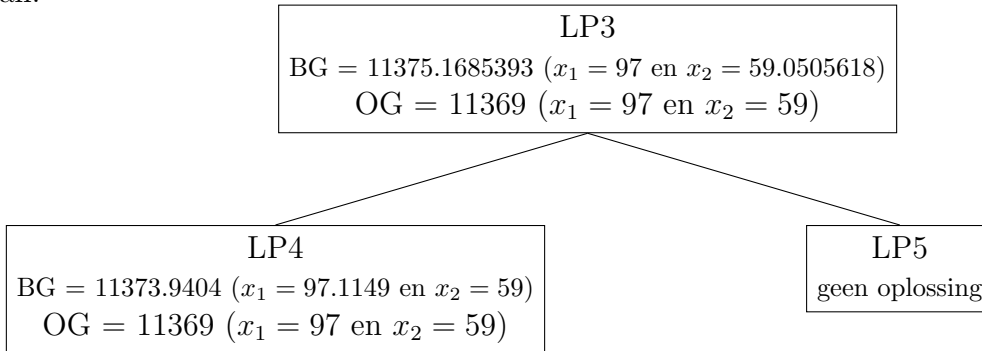 LP3
BG = 11375.1685393 (x₁ = 97 en x₂ = 59.0505618)
OG = 11369 (x₁ = 97 en x₂ = 59)
LP4
BG = 11373.9404 (x₁ = 97.1149 en x₂ = 59)
OG = 11369 (x₁ = 97 en x₂ = 59)
LP5
geen oplossing